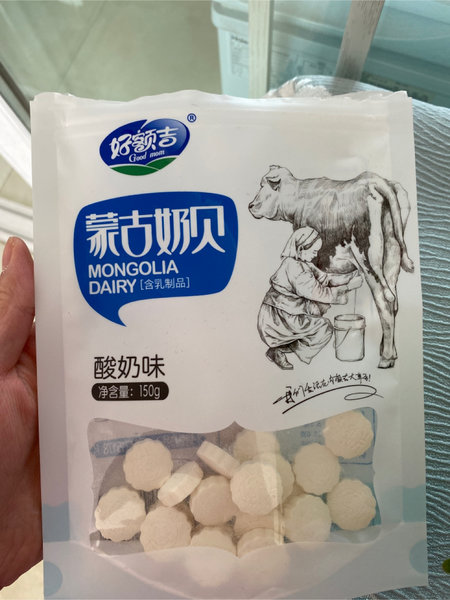 好额吉®
Good mom
蒙古奶贝
MONGOLIA
DAIRY [含乳制品]
酸奶味
净含量：150g